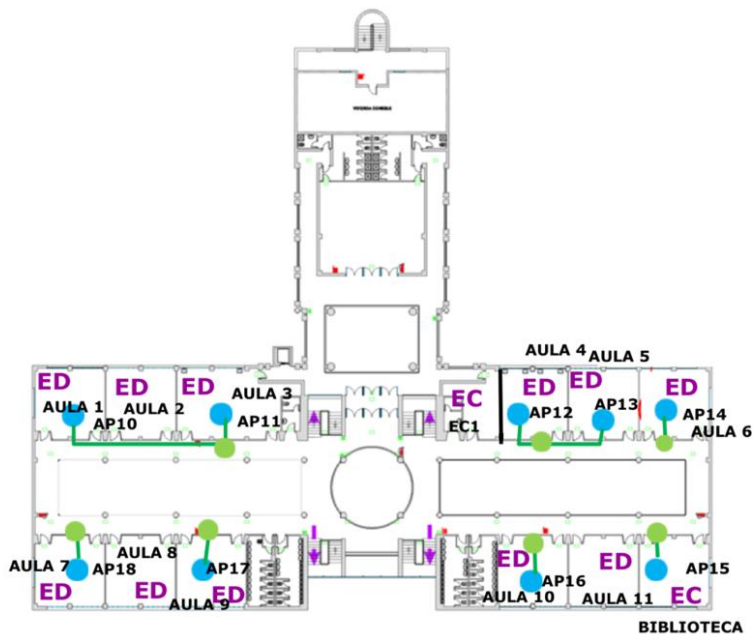 AULA 4
AULA 5
ED
ED
ED
AULA 3
EC
ED
ED
ED
AULA 1
AULA 2
AP10
AP11
EC1
AP12
AP13
AP14
AULA 6
AULA 7
AULA 8
AP18
AP17
ED
ED
ED
AULA 9
ED
ED
AP16
AP15
AULA 10
AULA 11
EC
BIBLIOTECA